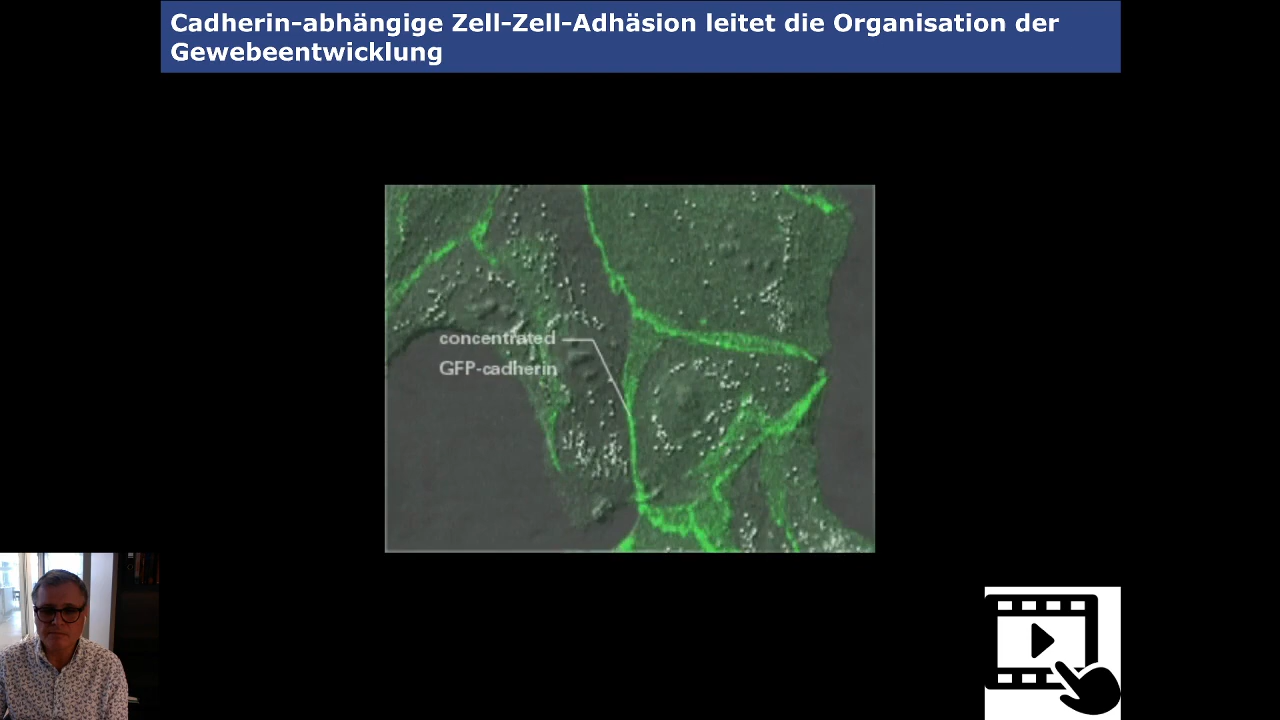 Cadherin-abhängige Zell-Zell-Adhäsion leitet die Organisation der
Gewebeentwicklung
concentrated
GFP-cadherin